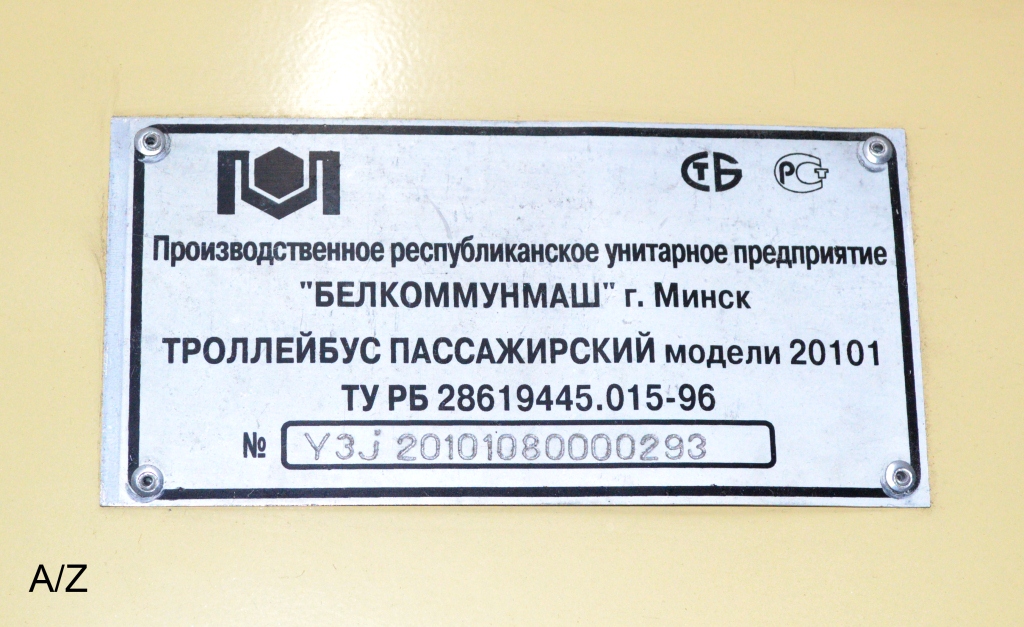 СТБ РСТ
Производственное республиканское унитарное предприятие
"БЕЛКОММУНМАШ" г. Минск
ТРОЛЛЕЙБУС ПАССАЖИРСКИЙ модели 20101
ТУ РБ 28619445.015-96
№ Y3J 20101080000293
A/Z